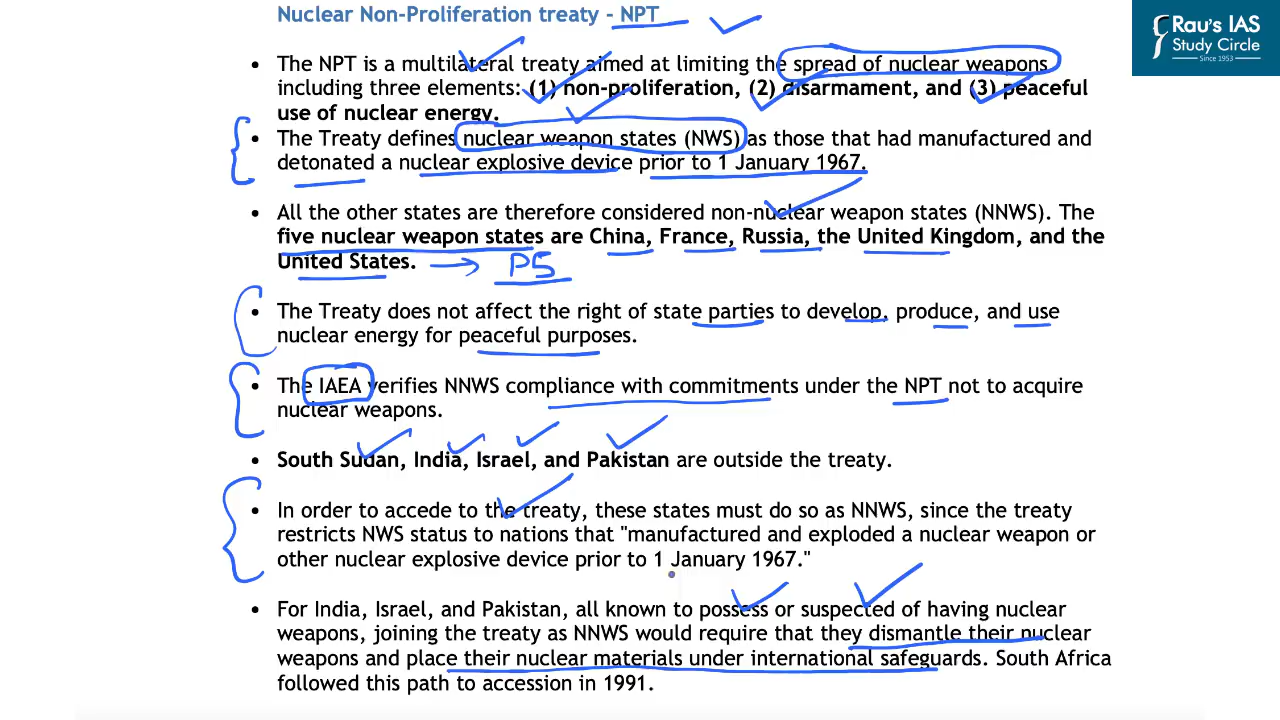 Nuclear Non-Proliferation treaty - NPT
Rau's IAS
Study Circle
Since 1953
• The NPT is a multilateral treaty aimed at limiting the spread of nuclear weapons
including three elements: (1) non-proliferation, (2) disarmament, and (3) peaceful
use of nuclear energy.
• The Treaty defines nuclear weapon states (NWS) as those that had manufactured and
detonated a nuclear explosive device prior to 1 January 1967.
• All the other states are therefore considered non-nuclear weapon states (NNWS). The
five nuclear weapon states are China, France, Russia, the United Kingdom, and the
United States. → P5
• The Treaty does not affect the right of state parties to develop, produce, and use
nuclear energy for peaceful purposes.
• The IAEA verifies NNWS compliance with commitments under the NPT not to acquire
nuclear weapons.
• South Sudan, India, Israel, and Pakistan are outside the treaty.
• In order to accede to the treaty, these states must do so as NNWS, since the treaty
restricts NWS status to nations that "manufactured and exploded a nuclear weapon or
other nuclear explosive device prior to 1 January 1967."
• For India, Israel, and Pakistan, all known to possess or suspected of having nuclear
weapons, joining the treaty as NNWS would require that they dismantle their nuclear
weapons and place their nuclear materials under international safeguards. South Africa
followed this path to accession in 1991.